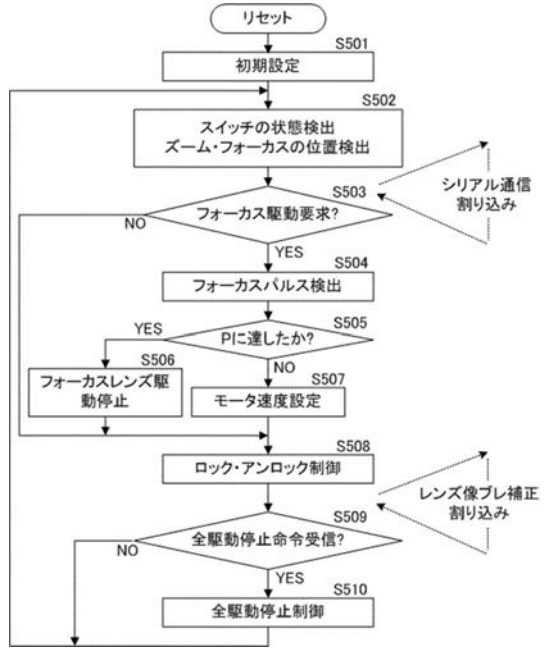 リセット
S501
初期設定
S502
スイッチの状態検出
ズーム・フォーカスの位置検出
シリアル通信
割り込み
S503
フォーカス駆動要求?
NO
YES
S504
フォーカスパルス検出
S505
Pに達したか?
YES
NO
S506
フォーカスレンズ駆
動停止
S507
モータ速度設定
S508
ロック・アンロック制御
レンズ像ブレ補正
割り込み
S509
全駆動停止命令受信?
NO
YES
S510
全駆動停止制御